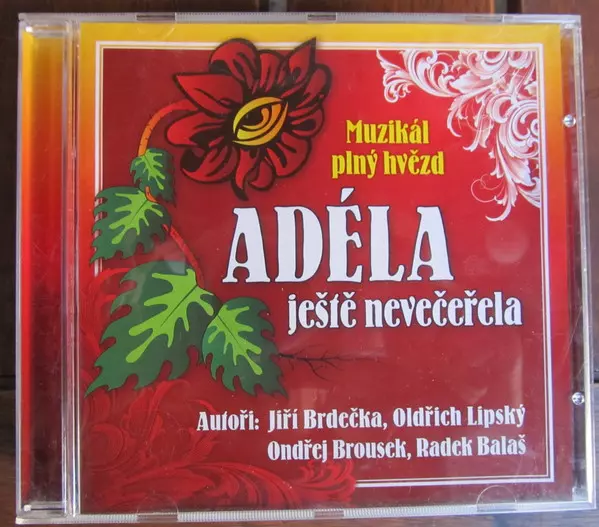 Muzikál
plný hvězd
ADÉLA
ještě nevečeřela
Autoři: Jiří Brdečka, Oldřich Lipský
Ondřej Brousek, Radek Balaš